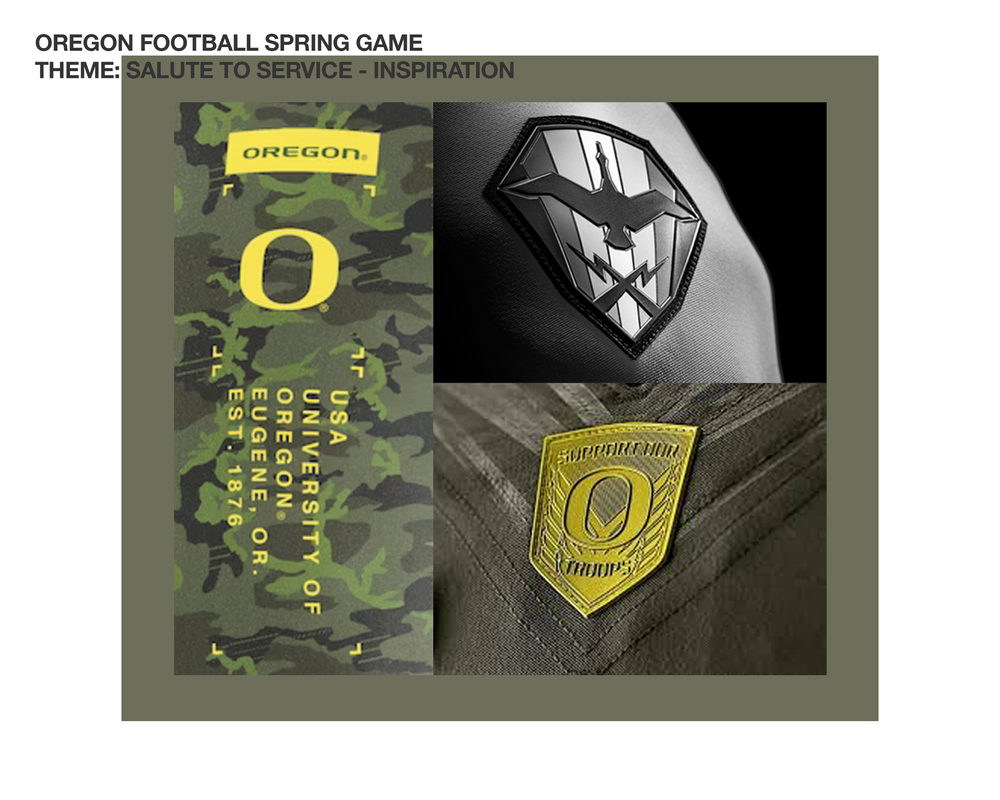 OREGON FOOTBALL SPRING GAME
THEME: SALUTE TO SERVICE - INSPIRATION
OREGON®
O®
USA
UNIVERSITY OF
OREGON®
EUGENE, OR.
EST. 1876
SUPPORT OUR
O
TROOPS